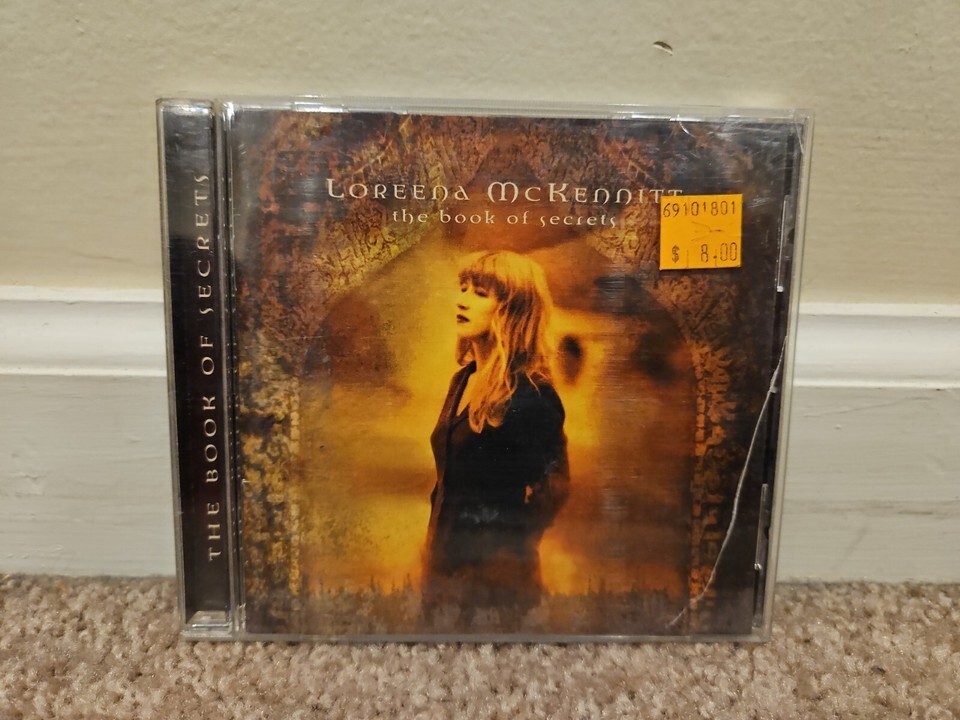 THE BOOK OF SECRETS
LOREENA MCKENNITT
the book of secrets
69101801
$ 8.00